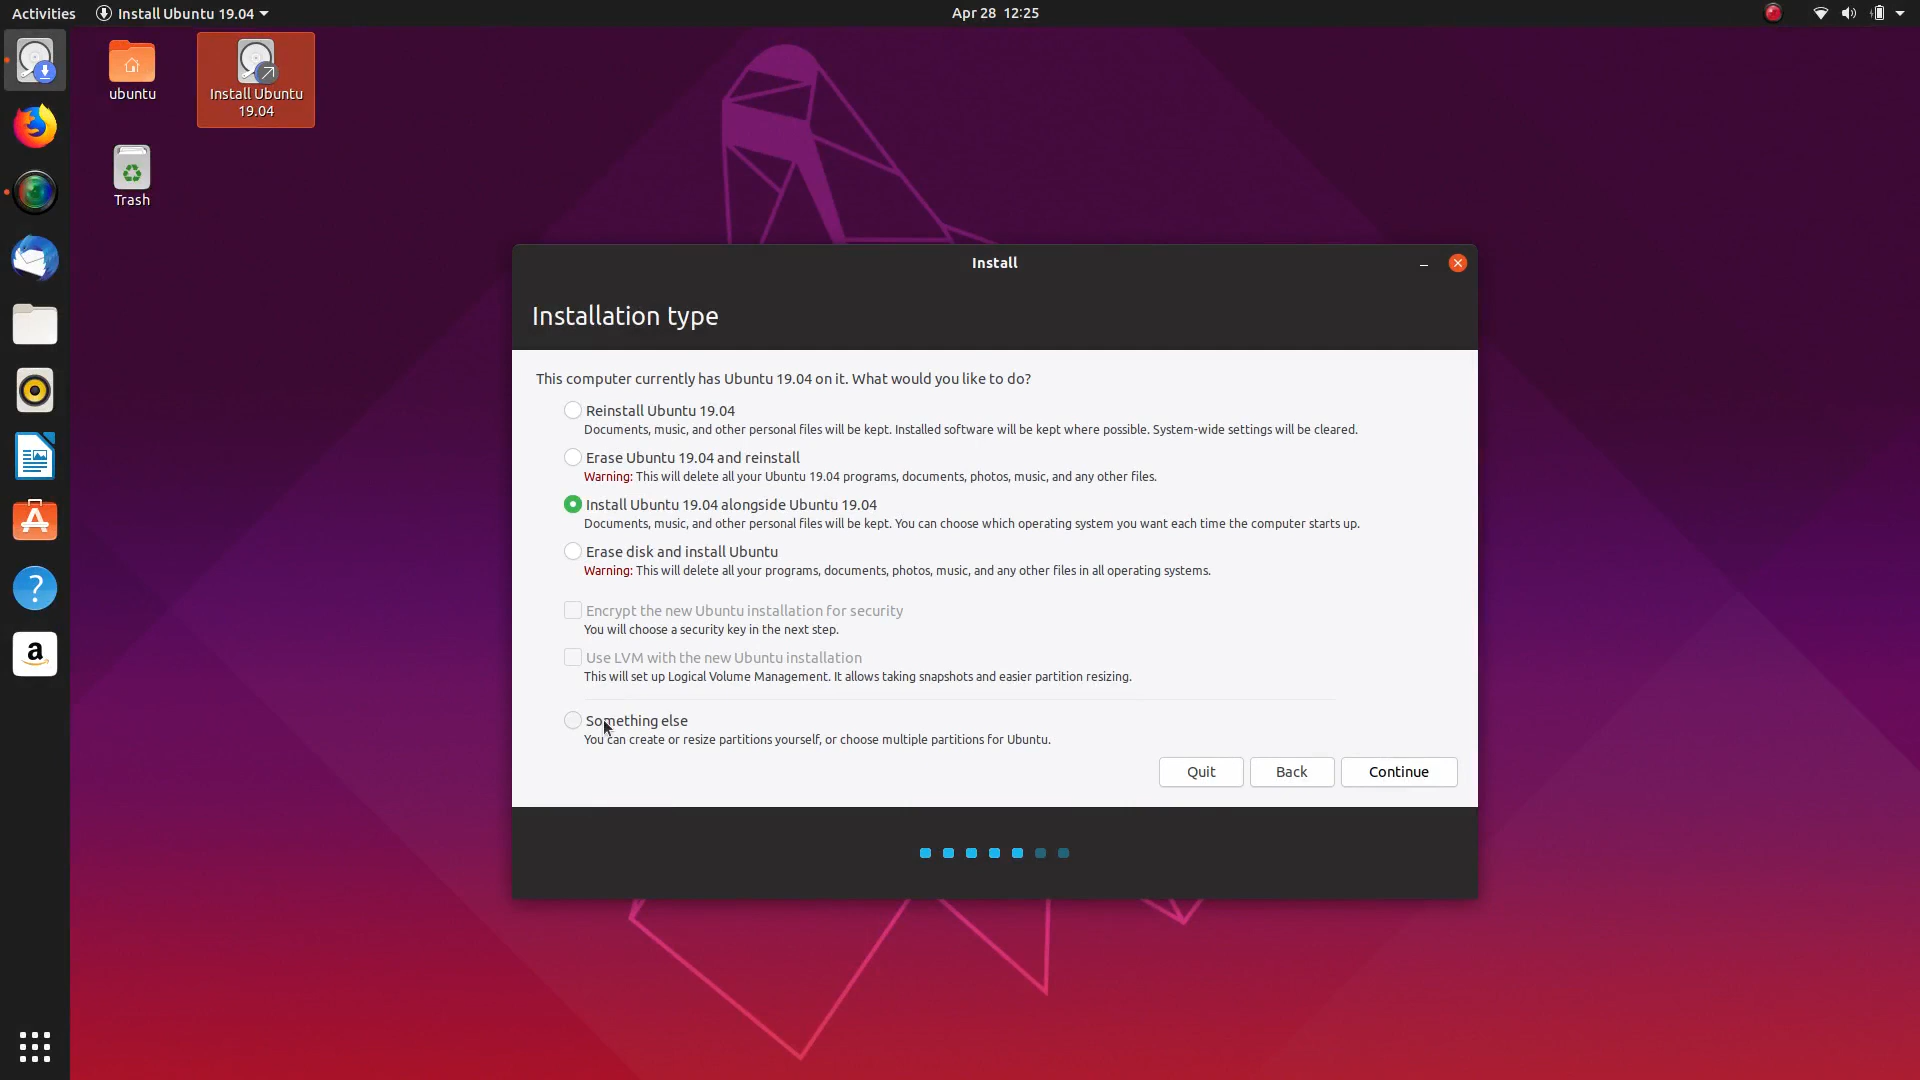 Activities
Install Ubuntu 19.04
Apr 28 12:25
ubuntu
Install Ubuntu
19.04
Trash
Install
Installation type
This computer currently has Ubuntu 19.04 on it. What would you like to do?
Reinstall Ubuntu 19.04
Documents, music, and other personal files will be kept. Installed software will be kept where possible. System-wide settings will be cleared.
Erase Ubuntu 19.04 and reinstall
Warning: This will delete all your Ubuntu 19.04 programs, documents, photos, music, and any other files.
Install Ubuntu 19.04 alongside Ubuntu 19.04
Documents, music, and other personal files will be kept. You can choose which operating system you want each time the computer starts up.
Erase disk and install Ubuntu
Warning: This will delete all your programs, documents, photos, music, and any other files in all operating systems.
Encrypt the new Ubuntu installation for security
You will choose a security key in the next step.
Use LVM with the new Ubuntu installation
This will set up Logical Volume Management. It allows taking snapshots and easier partition resizing.
Something else
You can create or resize partitions yourself, or choose multiple partitions for Ubuntu.
Quit
Back
Continue